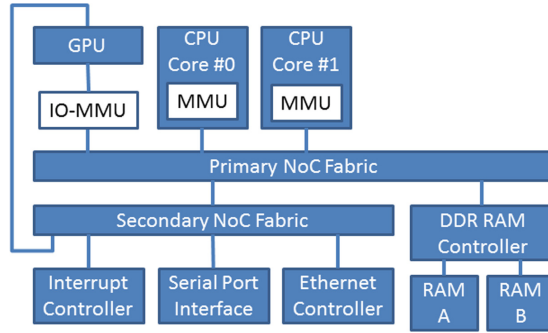 GPU
CPU
Core #0
CPU
Core #1
IO-MMU
MMU
MMU
Primary NoC Fabric
Secondary NoC Fabric
DDR RAM
Controller
Interrupt
Controller
Serial Port
Interface
Ethernet
Controller
RAM
A
RAM
B